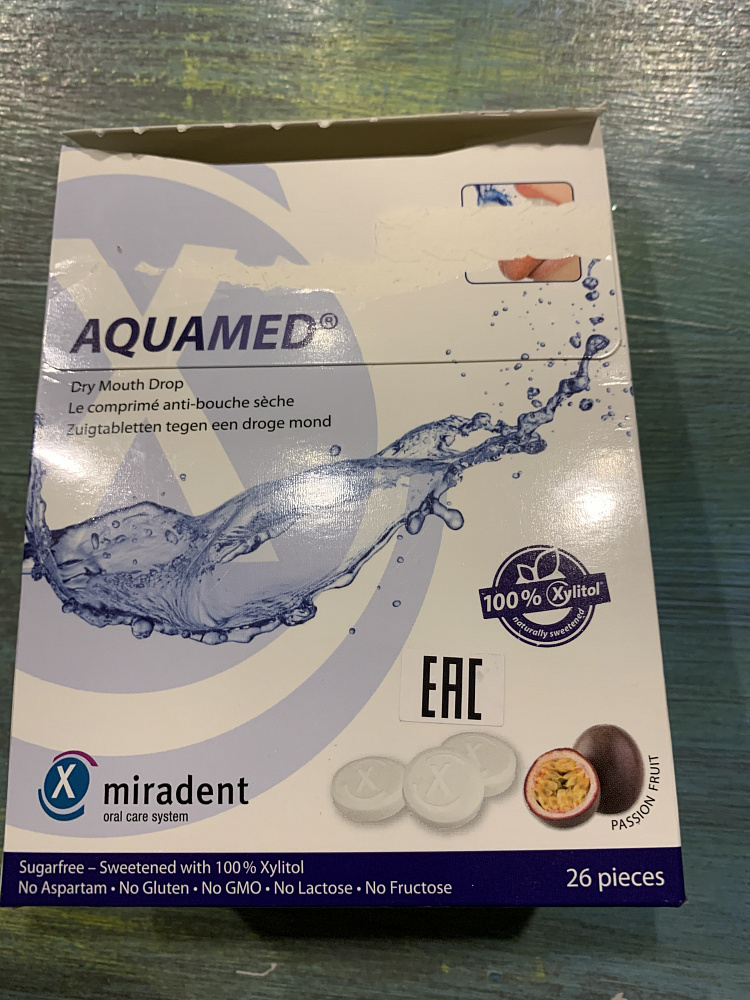 AQUAMED®
Dry Mouth Drop
Le comprimé anti-bouche sèche
Zuigtabletten tegen een droge mond
100% Xylitol
naturally sweetened
EAC
X
X
X
miradent
oral care system
PASSION FRUIT
Sugarfree – Sweetened with 100% Xylitol
No Aspartam • No Gluten • No GMO • No Lactose • No Fructose
26 pieces